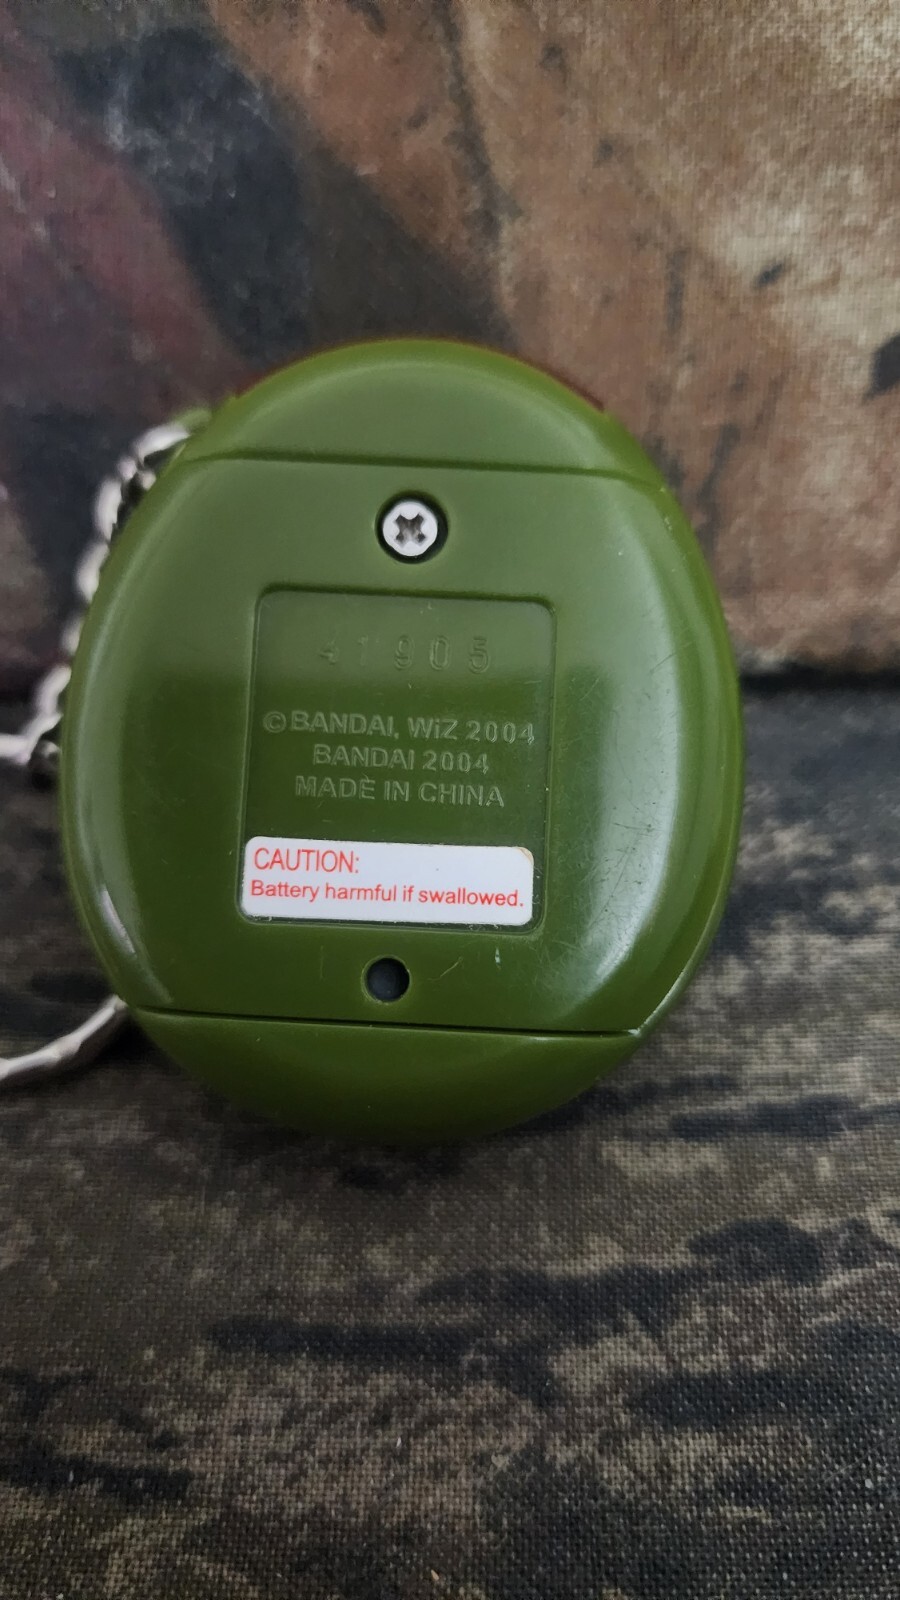 41905
©BANDAI, WiZ 2004
BANDAI 2004
MADE IN CHINA
CAUTION:
Battery harmful if swallowed.